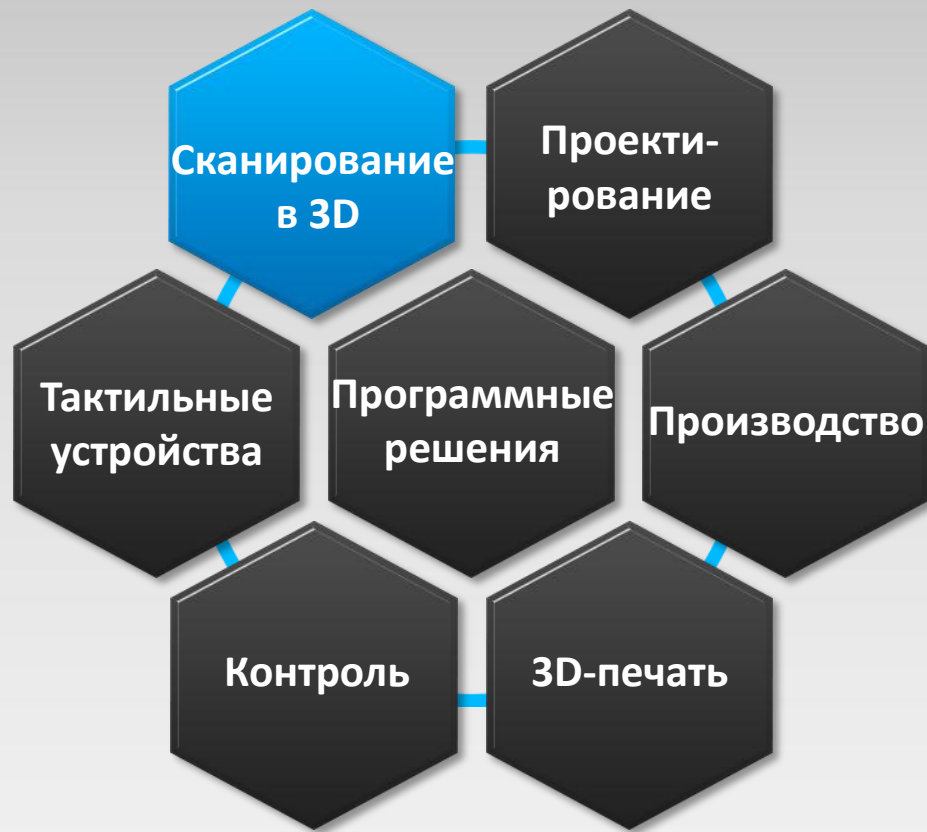 Сканирование
в 3D
Проекти-
рование
Тактильные
устройства
Программные
решения
Производство
Контроль
3D-печать